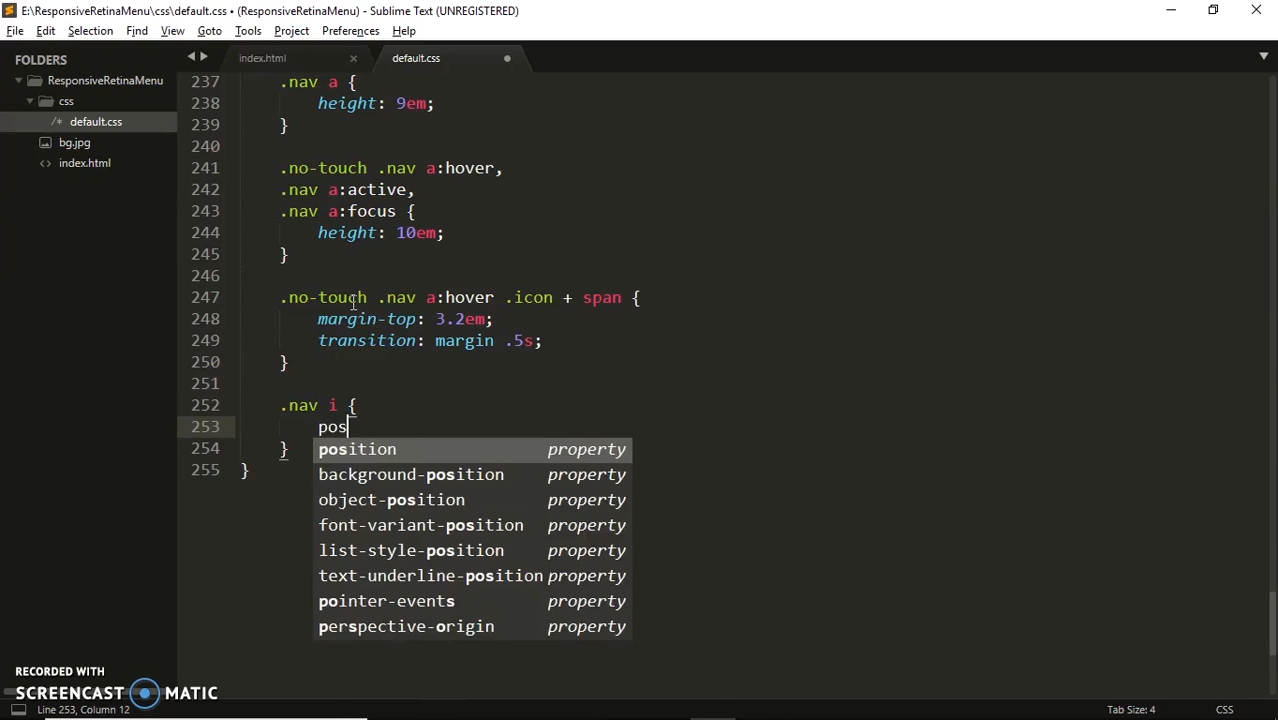 E:\ResponsiveRetinaMenu\css\default.css • (ResponsiveRetinaMenu) - Sublime Text (UNREGISTERED)
File Edit Selection Find View Goto Tools Project Preferences Help
FOLDERS
ResponsiveRetinaMenu
css
/* default.css
bg.jpg
<> index.html
index.html × default.css
237 .nav a {
238 height: 9em;
239 }
240
241 .no-touch .nav a:hover,
242 .nav a:active,
243 .nav a:focus {
244 height: 10em;
245 }
246
247 .no-touch .nav a:hover .icon + span {
248 margin-top: 3.2em;
249 transition: margin .5s;
250 }
251
252 .nav i {
253 pos
254 }
255 }
position property
background-position property
object-position property
font-variant-position property
list-style-position property
text-underline-position property
pointer-events property
perspective-origin property
RECORDED WITH
SCREENCAST MATIC
Line 253, Column 12 Tab Size: 4 CSS